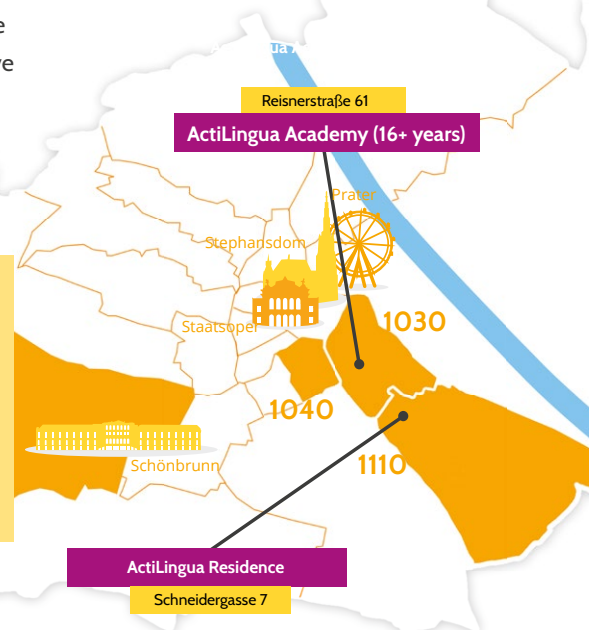 Reisnerstraße 61
ActiLingua Academy (16+ years)
Prater
Stephansdom
Staatsoper
1030
1040
1110
Schönbrunn
ActiLingua Residence
Schneidergasse 7